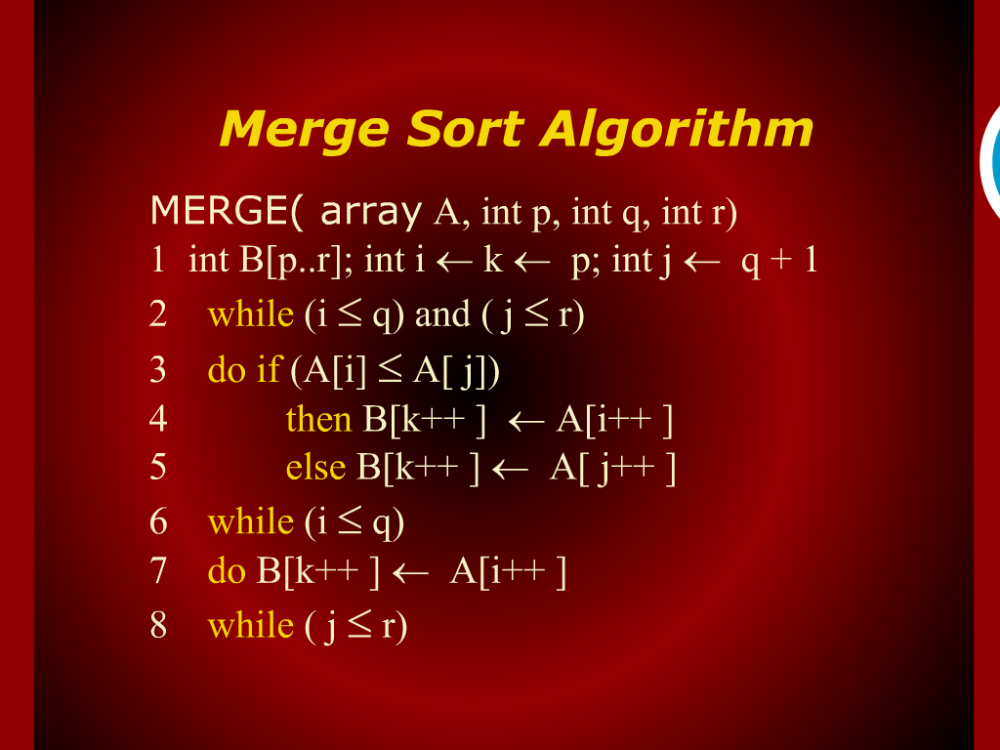 Merge Sort Algorithm
MERGE( array A, int p, int q, int r)
1 int B[p..r]; int i ← k ← p; int j ← q + 1
2 while (i ≤ q) and ( j ≤ r)
3 do if (A[i] ≤ A[ j])
4 then B[k++ ] ← A[i++ ]
5 else B[k++ ] ← A[ j++ ]
6 while (i ≤ q)
7 do B[k++ ] ← A[i++ ]
8 while ( j ≤ r)